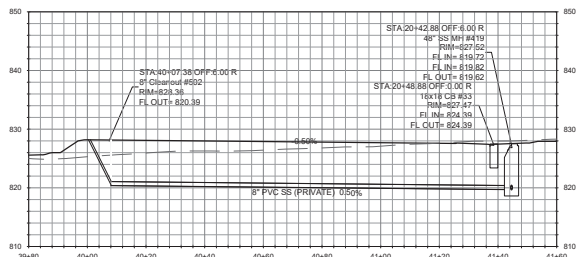 850
850
STA:20+42.88 OFF:6.00 R
48" SS MH #419
RIM=827.52
FL IN= 819.72
FL IN= 819.82
FL OUT= 819.62
840
840
STA:40+07.38 OFF:6.00 R
8" Cleanout #502
RIM=828.36
FL OUT= 820.39
STA:20+48.88 OFF:0.00 R
18x18 CB #33
RIM=827.47
FL IN= 824.39
FL OUT= 824.39
830
830
0.50%
820
820
8" PVC SS (PRIVATE) 0.50%
810
810
39+80
40+00
40+20
40+40
40+60
40+80
41+00
41+20
41+40
41+60